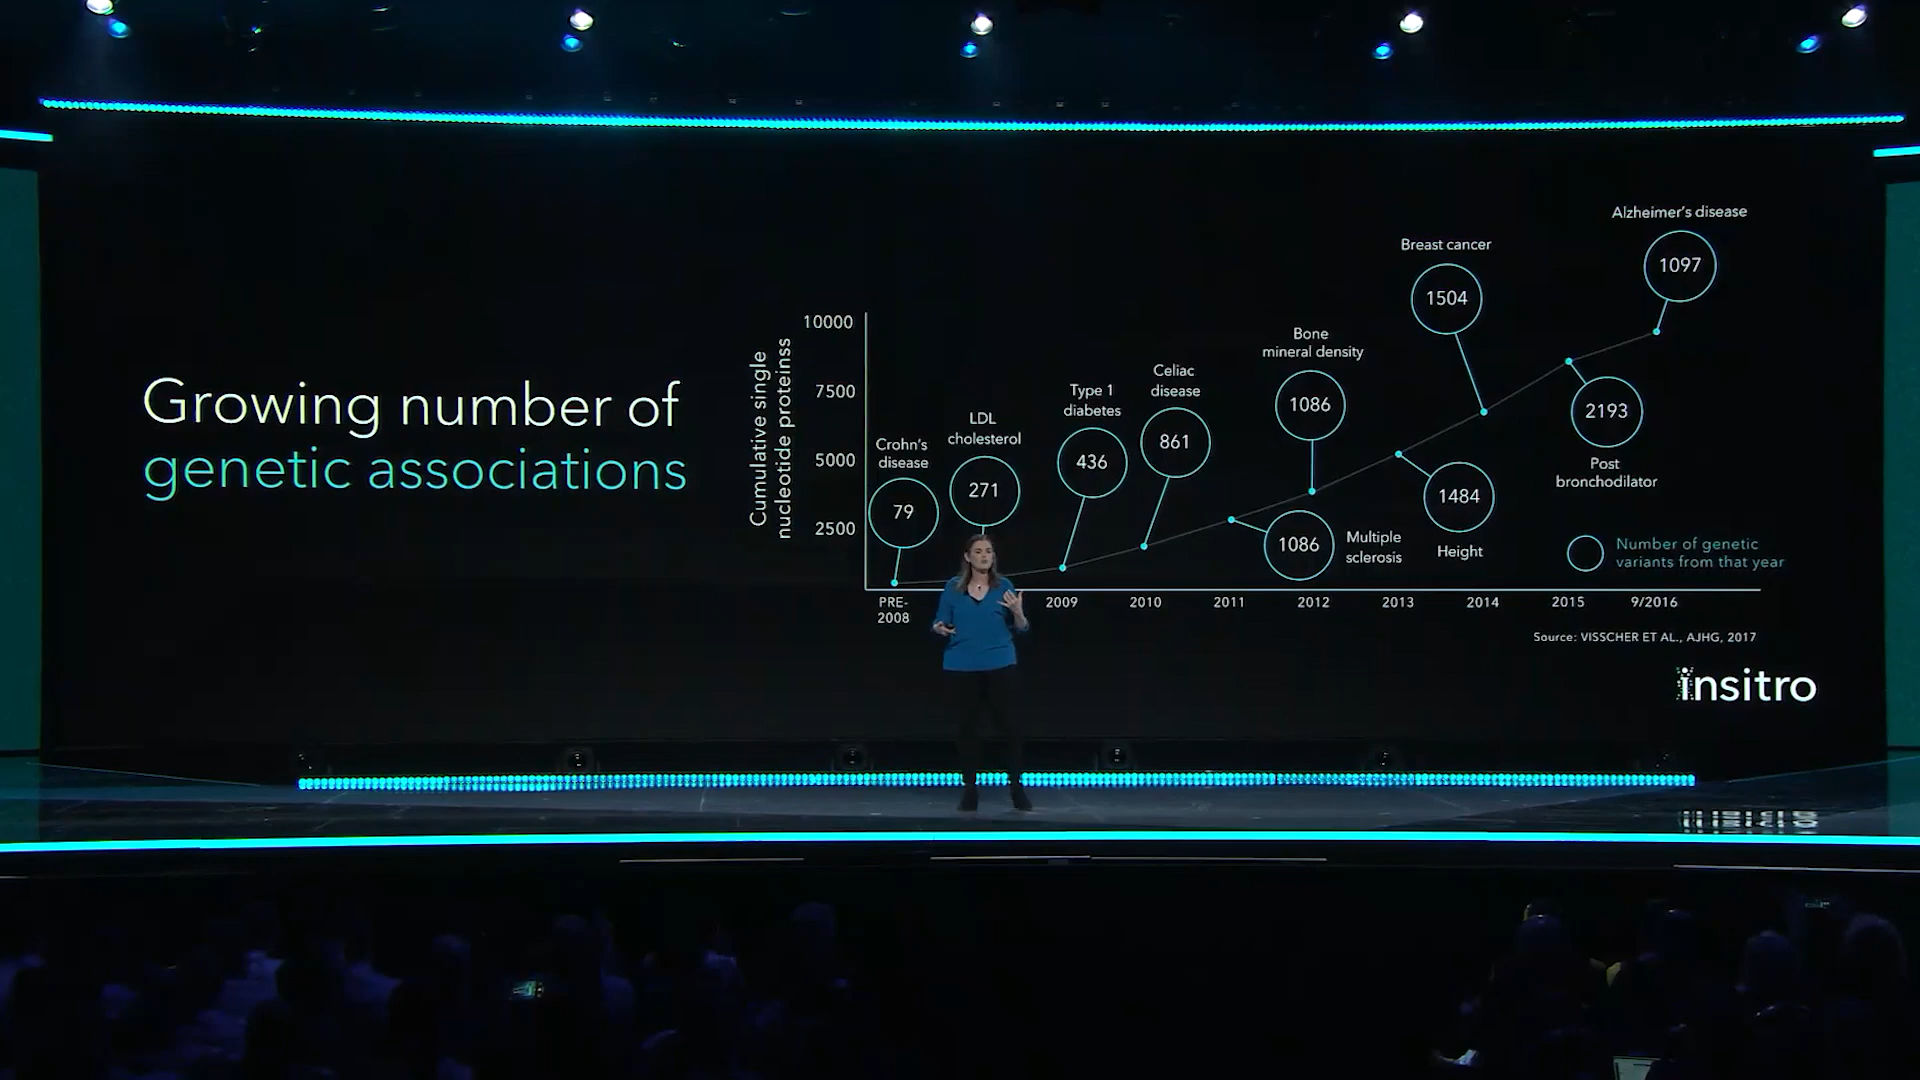 Growing number of
genetic associations
Cumulative single
nucleotide proteinss
10000
7500
5000
2500
Crohn's
disease
79
LDL
cholesterol
271
Type 1
diabetes
436
Celiac
disease
861
Bone
mineral density
1086
1086
Multiple
sclerosis
Breast cancer
1504
1484
Height
Alzheimer's disease
1097
2193
Post
bronchodilator
Number of genetic
variants from that year
PRE-
2008
2009
2010
2011
2012
2013
2014
2015
9/2016
Source: VISSCHER ET AL., AJHG, 2017
insitro